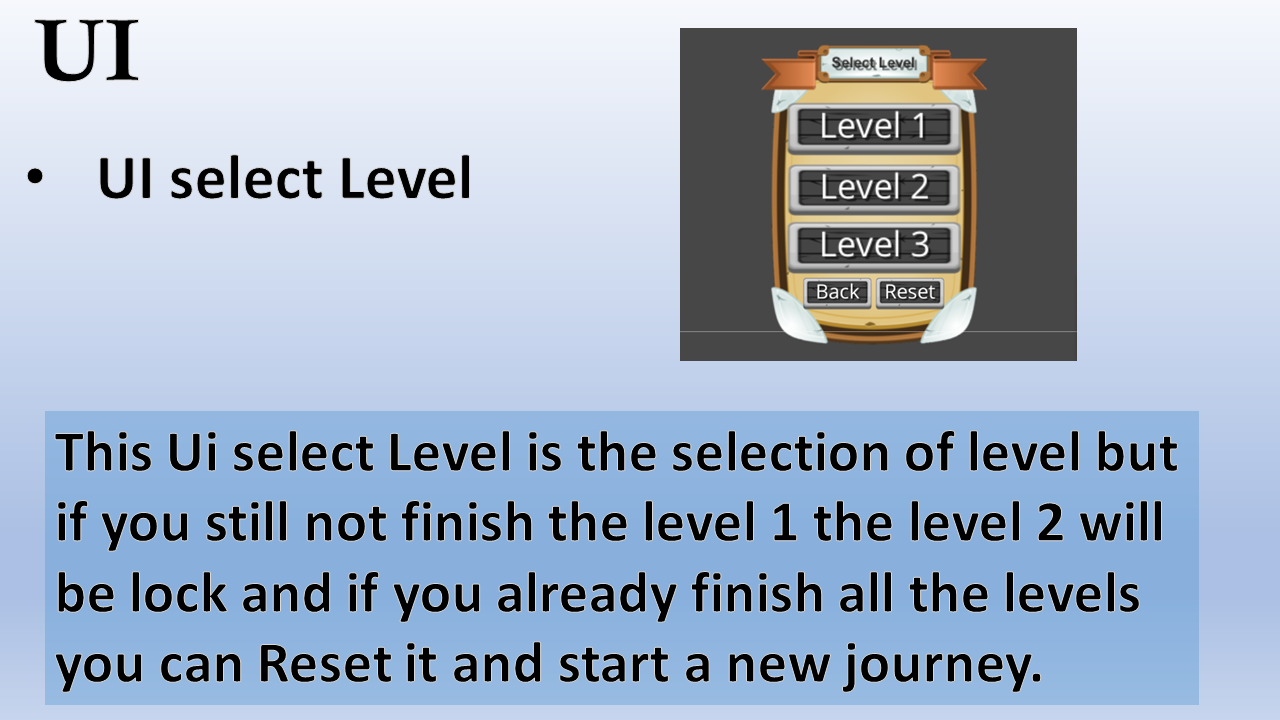 UI
• UI select Level
Select Level
Level 1
Level 2
Level 3
Back Reset
This Ui select Level is the selection of level but
if you still not finish the level 1 the level 2 will
be lock and if you already finish all the levels
you can Reset it and start a new journey.